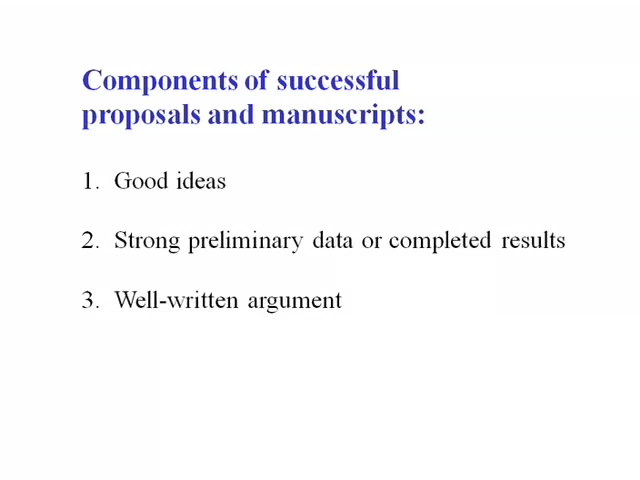 Components of successful
proposals and manuscripts:
1. Good ideas
2. Strong preliminary data or completed results
3. Well-written argument